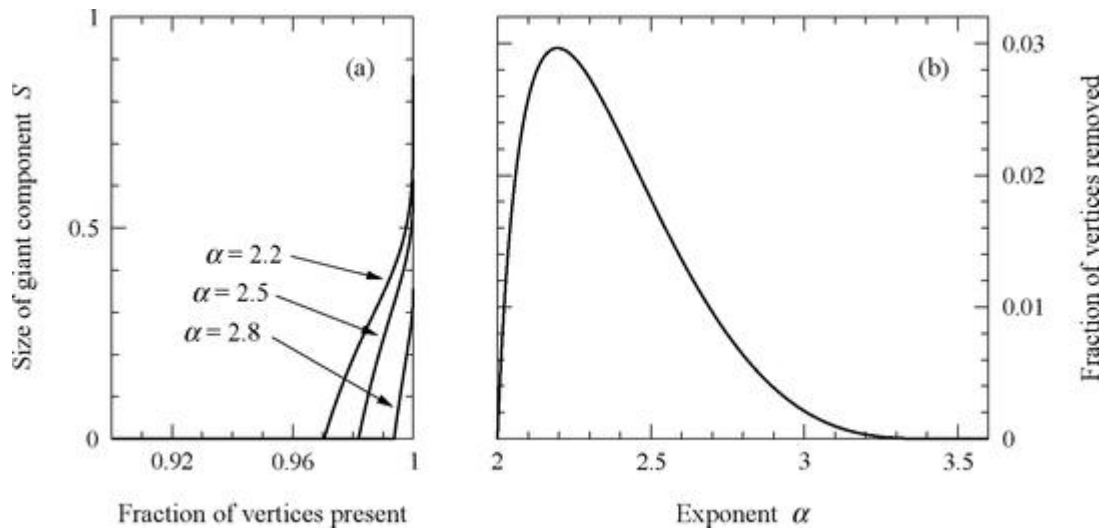 1
0.5
0
Size of giant component S
(a)
α = 2.2
α = 2.5
α = 2.8
0.92
0.96
1
Fraction of vertices present
(b)
0.03
0.02
0.01
0
Fraction of vertices removed
2
2.5
3
3.5
Exponent α